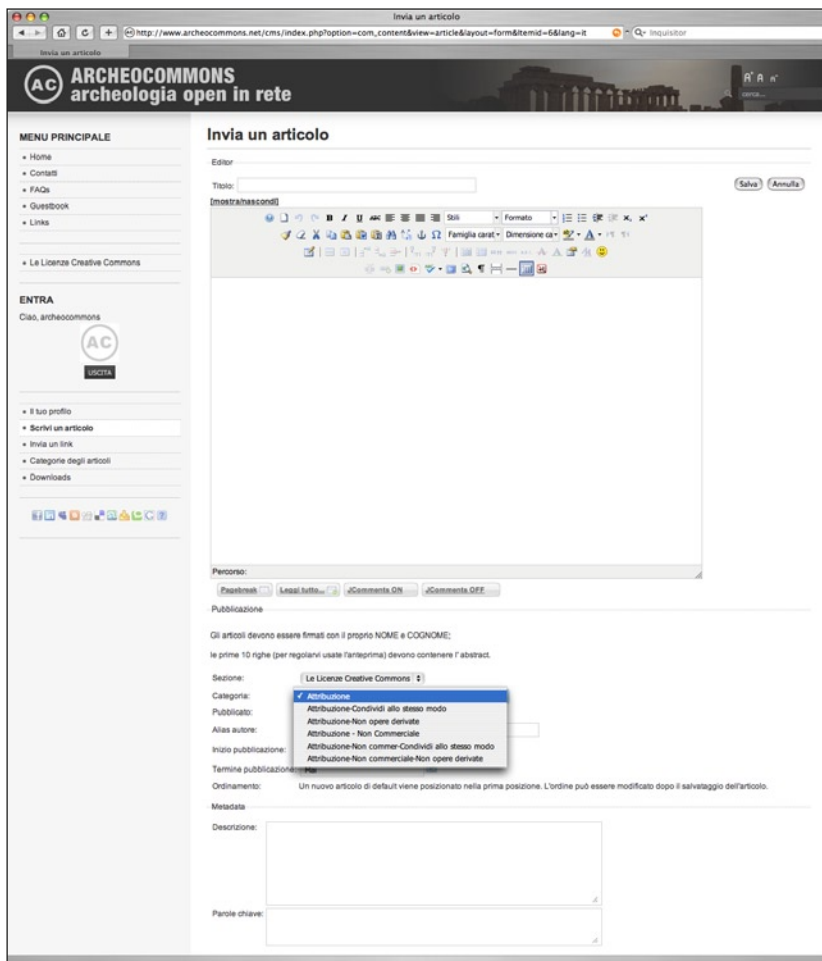 Invia un articolo
http://www.archeocommons.net/cms/index.php?option=com_content&view=article&layout=form&Itemid=6&lang=it
Inquisitor
Invia un articolo
AC
ARCHEOCOMMONS
archeologia open in rete
A+ A A-
cerca...
MENU PRINCIPALE
Home
Contatti
FAQs
Guestbook
Links
Le Licenze Creative Commons
ENTRA
Ciao, archeocommons
AC
USCITA
Il tuo profilo
Scrivi un articolo
Invia un link
Categorie degli articoli
Downloads
Invia un articolo
Editor
Titolo:
Salva Annulla
[mostra/nascondi]
B I U ABC Stili Formato
Famiglia carat Dimensione ca
Percorso:
Pagebreak Leggi tutto... JComments ON JComments OFF
Pubblicazione
Gli articoli devono essere firmati con il proprio NOME e COGNOME;
le prime 10 righe (per regolarvi usate l'anteprima) devono contenere l' abstract.
Sezione: Le Licenze Creative Commons
Categoria: Attribuzione
Attribuzione-Condividi allo stesso modo
Pubblicato:
Attribuzione-Non opere derivate
Alias autore:
Attribuzione - Non Commerciale
Attribuzione-Non commer-Condividi allo stesso modo
Inizio pubblicazione:
Attribuzione-Non commerciale-Non opere derivate
Termine pubblicazione: Mai
Ordinamento: Un nuovo articolo di default viene posizionato nella prima posizione. L'ordine può essere modificato dopo il salvataggio dell'articolo.
Metadata
Descrizione:
Parole chiave: